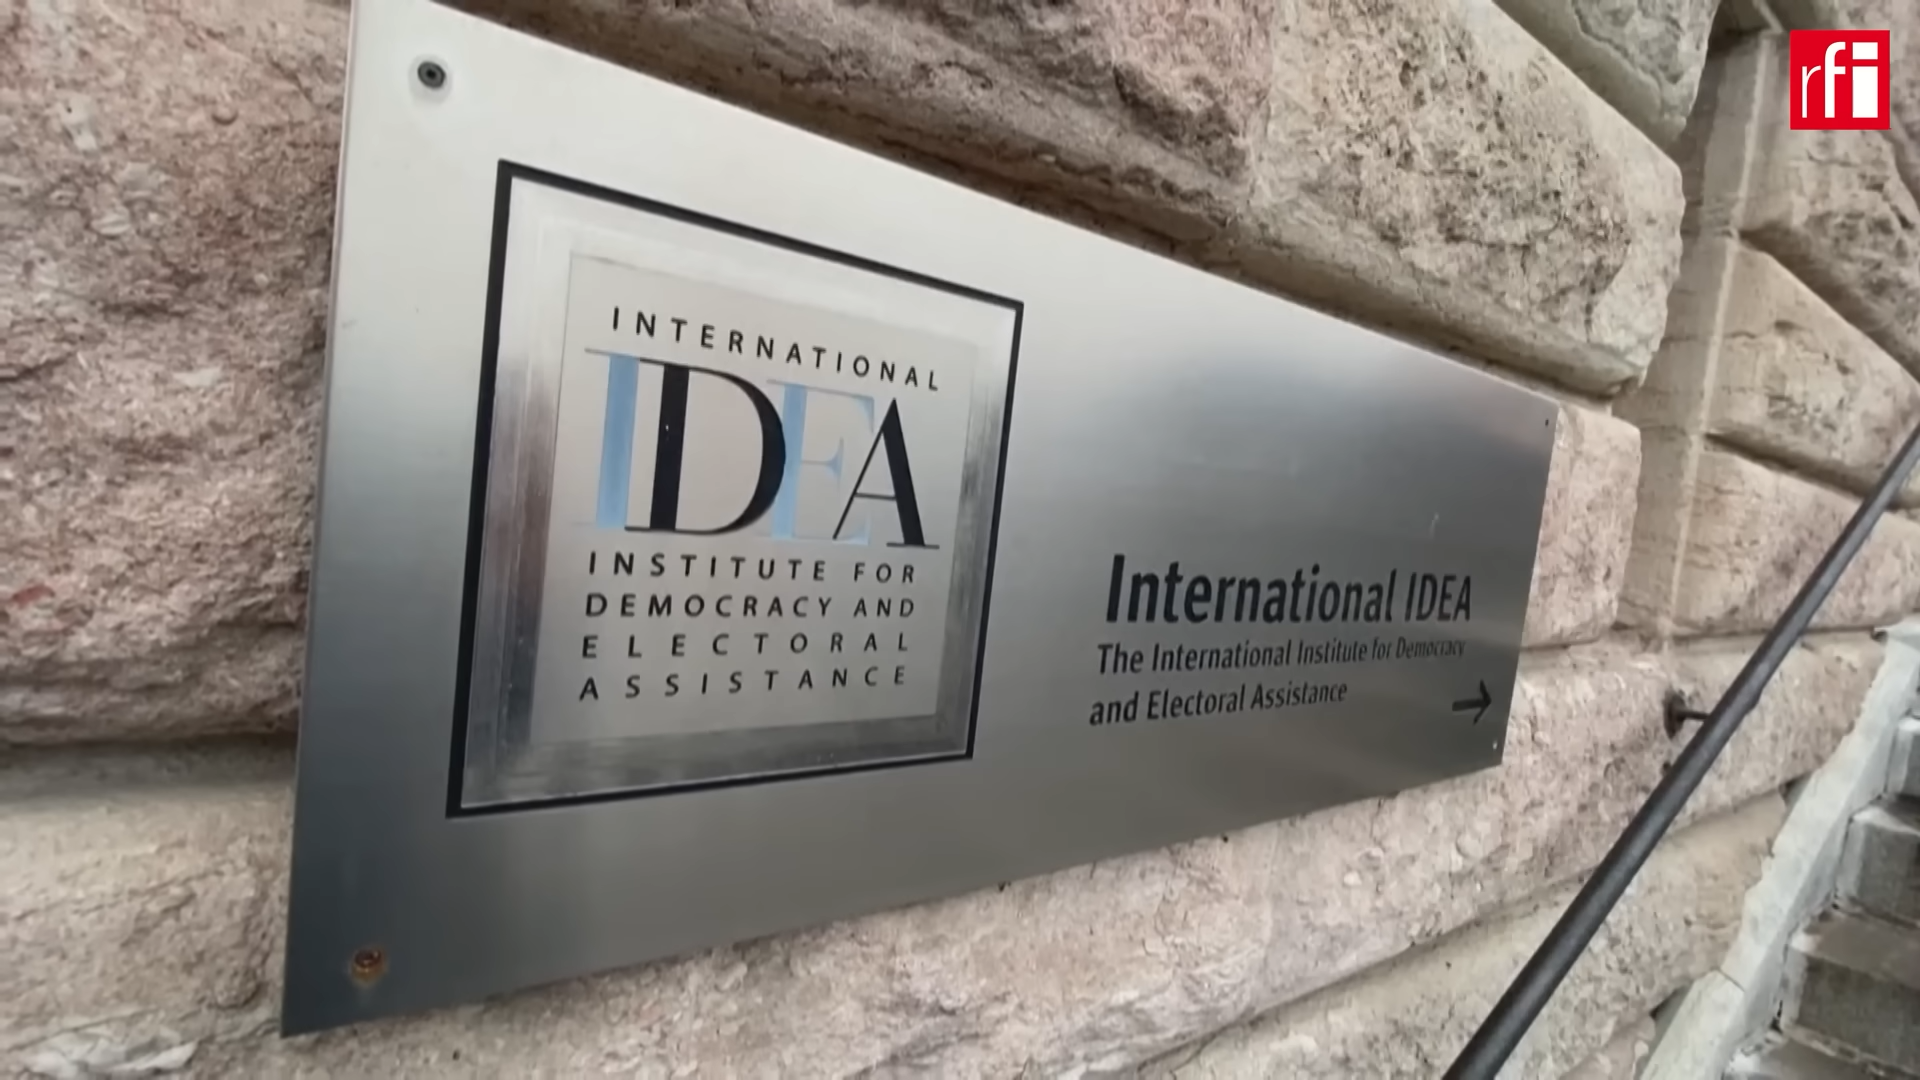 rfi
INTERNATIONAL
IDEA
INSTITUTE FOR
DEMOCRACY AND
ELECTORAL
ASSISTANCE
International IDEA
The International Institute for Democracy
and Electoral Assistance